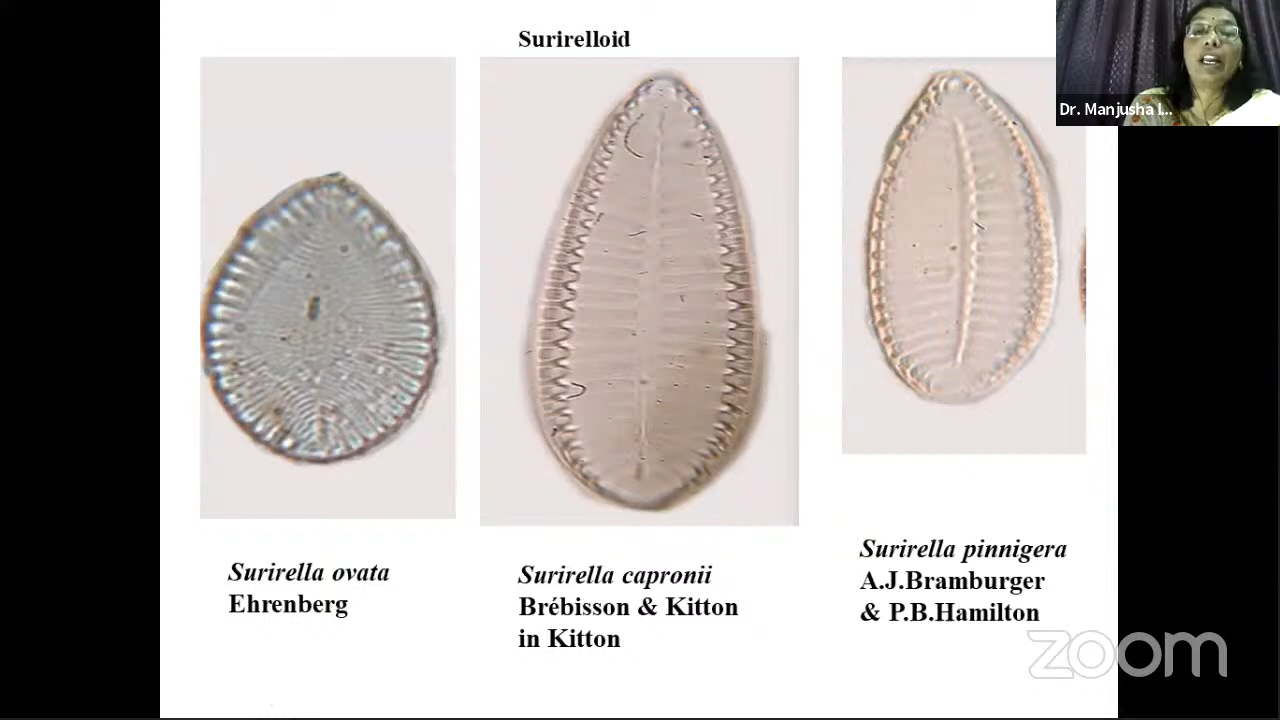 Surirelloid
Dr. Manjusha I...
Surirella ovata
Ehrenberg
Surirella capronii
Brébisson & Kitton
in Kitton
Surirella pinnigera
A.J.Bramburger
& P.B.Hamilton
zoom